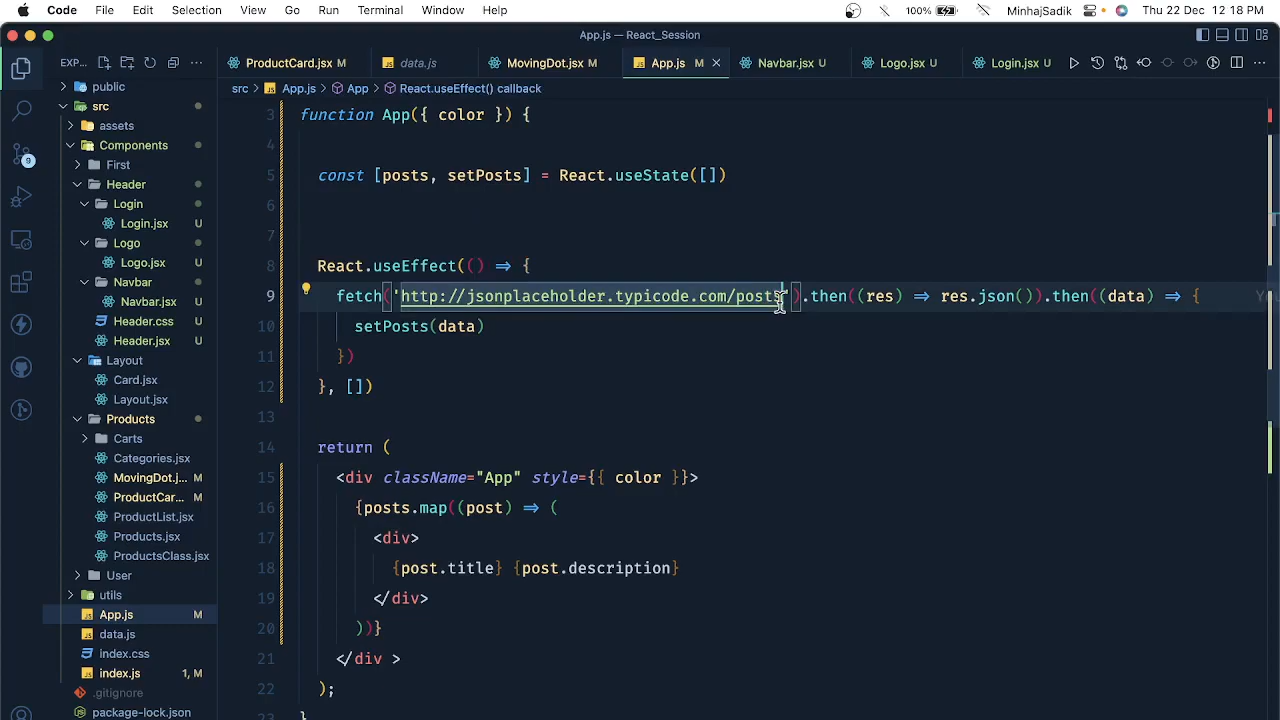 Code File Edit Selection View Go Run Terminal Window Help 100% MinhajSadik Thu 22 Dec 12:18 PM
App.js — React_Session
EXP... ProductCard.jsx M data.js MovingDot.jsx M App.js M Navbar.jsx U Logo.jsx U Login.jsx U
public
src > App.js > App > React.useEffect() callback
src
assets
Components
First
Header
Login
Login.jsx U
Logo
Logo.jsx U
Navbar
Navbar.jsx U
Header.css U
Header.jsx U
Layout
Card.jsx
Layout.jsx
Products
Carts
Categories.jsx
MovingDot.j... M
ProductCar... M
ProductList.jsx
Products.jsx
ProductsClass.jsx
User
utils
App.js M
data.js
index.css
index.js 1, M
.gitignore
package-lock.json
9
3 function App({ color }) {
4
5 const [posts, setPosts] = React.useState([])
6
7
8 React.useEffect(() => {
9 fetch('http://jsonplaceholder.typicode.com/posts').then((res) => res.json()).then((data) => {
10 setPosts(data)
11 })
12 }, [])
13
14 return (
15 <div className="App" style={{ color }}>
16 {posts.map((post) => (
17 <div>
18 {post.title} {post.description}
19 </div>
20 ))}
21 </div >
22 );
23 }